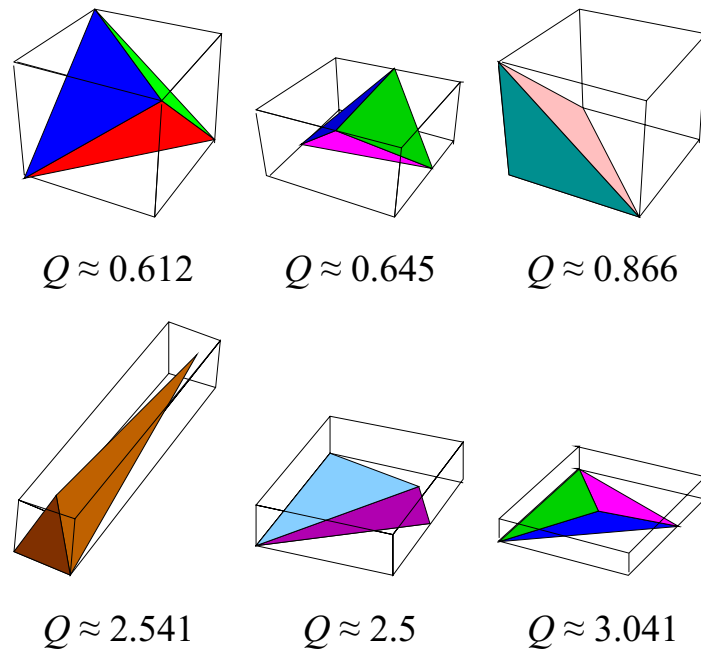 Q ≈ 0.612 Q ≈ 0.645 Q ≈ 0.866
Q ≈ 2.541 Q ≈ 2.5 Q ≈ 3.041